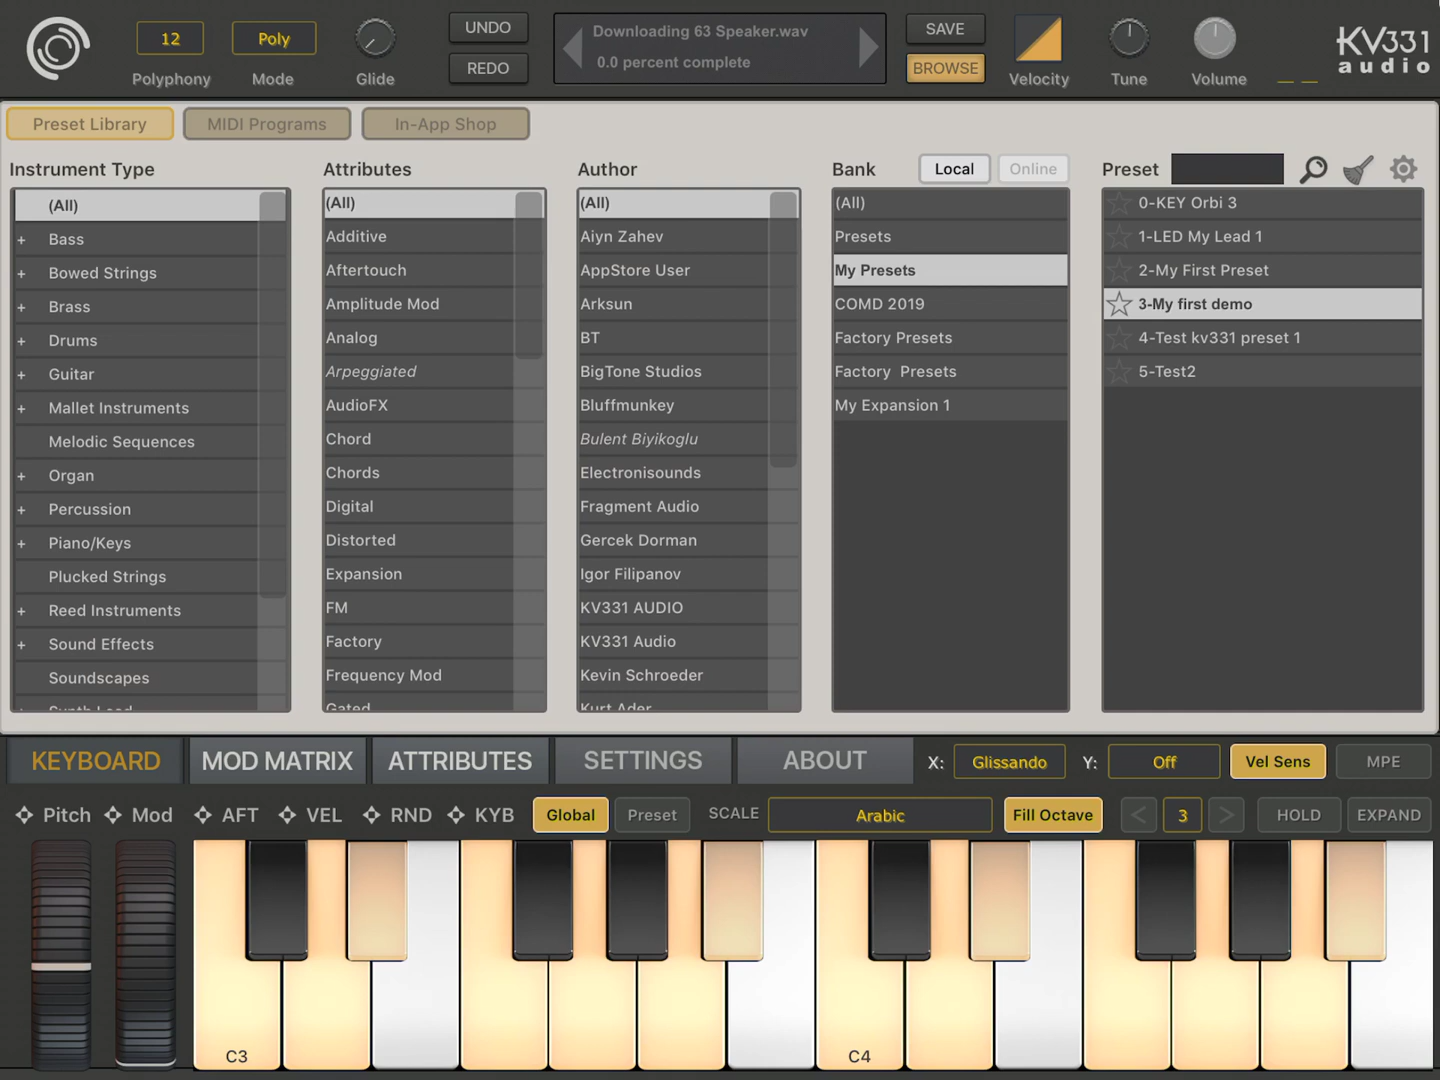 12
Poly
UNDO
REDO
Downloading 63 Speaker.wav
0.0 percent complete
SAVE
BROWSE
KV331
audio
Polyphony
Mode
Glide
Velocity
Tune
Volume
Preset Library
MIDI Programs
In-App Shop
Instrument Type
(All)
+ Bass
+ Bowed Strings
+ Brass
+ Drums
+ Guitar
+ Mallet Instruments
Melodic Sequences
+ Organ
+ Percussion
+ Piano/Keys
Plucked Strings
+ Reed Instruments
+ Sound Effects
Soundscapes
Synth Lead
Attributes
(All)
Additive
Aftertouch
Amplitude Mod
Analog
Arpeggiated
AudioFX
Chord
Chords
Digital
Distorted
Expansion
FM
Factory
Frequency Mod
Gated
Author
(All)
Aiyn Zahev
AppStore User
Arksun
BT
BigTone Studios
Bluffmunkey
Bulent Biyikoglu
Electronisounds
Fragment Audio
Gercek Dorman
Igor Filipanov
KV331 AUDIO
KV331 Audio
Kevin Schroeder
Kurt Ader
Bank
Local
Online
(All)
Presets
My Presets
COMD 2019
Factory Presets
Factory  Presets
My Expansion 1
Preset
0-KEY Orbi 3
1-LED My Lead 1
2-My First Preset
3-My first demo
4-Test kv331 preset 1
5-Test2
KEYBOARD
MOD MATRIX
ATTRIBUTES
SETTINGS
ABOUT
X: Glissando
Y: Off
Vel Sens
MPE
Pitch
Mod
AFT
VEL
RND
KYB
Global
Preset
SCALE
Arabic
Fill Octave
<
3
>
HOLD
EXPAND
C3
C4